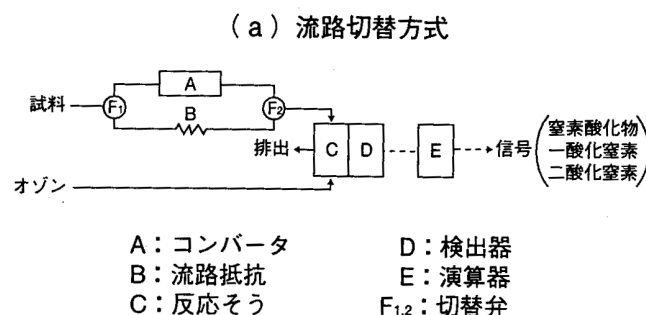 (a)流路切替方式
A
試料
F₁
B
F₂
窒素酸化物
排出
C
D
E
信号
一酸化窒素
二酸化窒素
オゾン
A:コンバータ
D:検出器
B:流路抵抗
E:演算器
C:反応そう
F₁.₂:切替弁